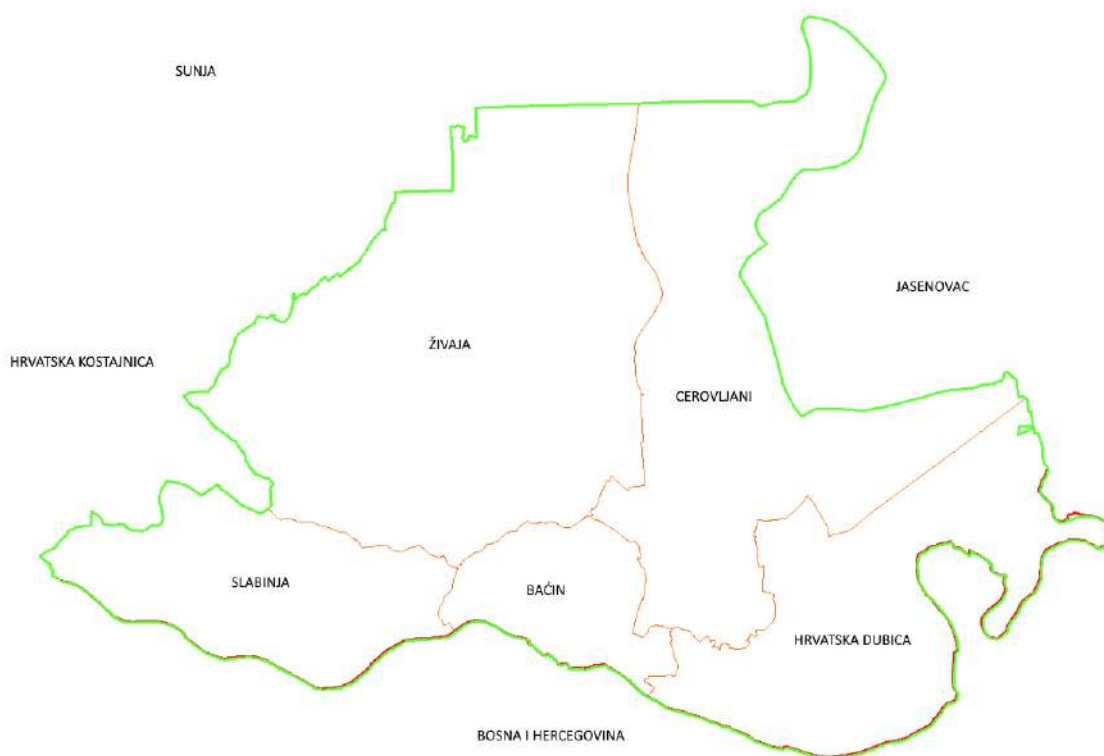 SUNJA
JASENOVAC
ŽIVAJA
HRVATSKA KOSTAJNICA
CEROVLJANI
SLABINJA
BAĆIN
HRVATSKA DUBICA
BOSNA I HERCEGOVINA